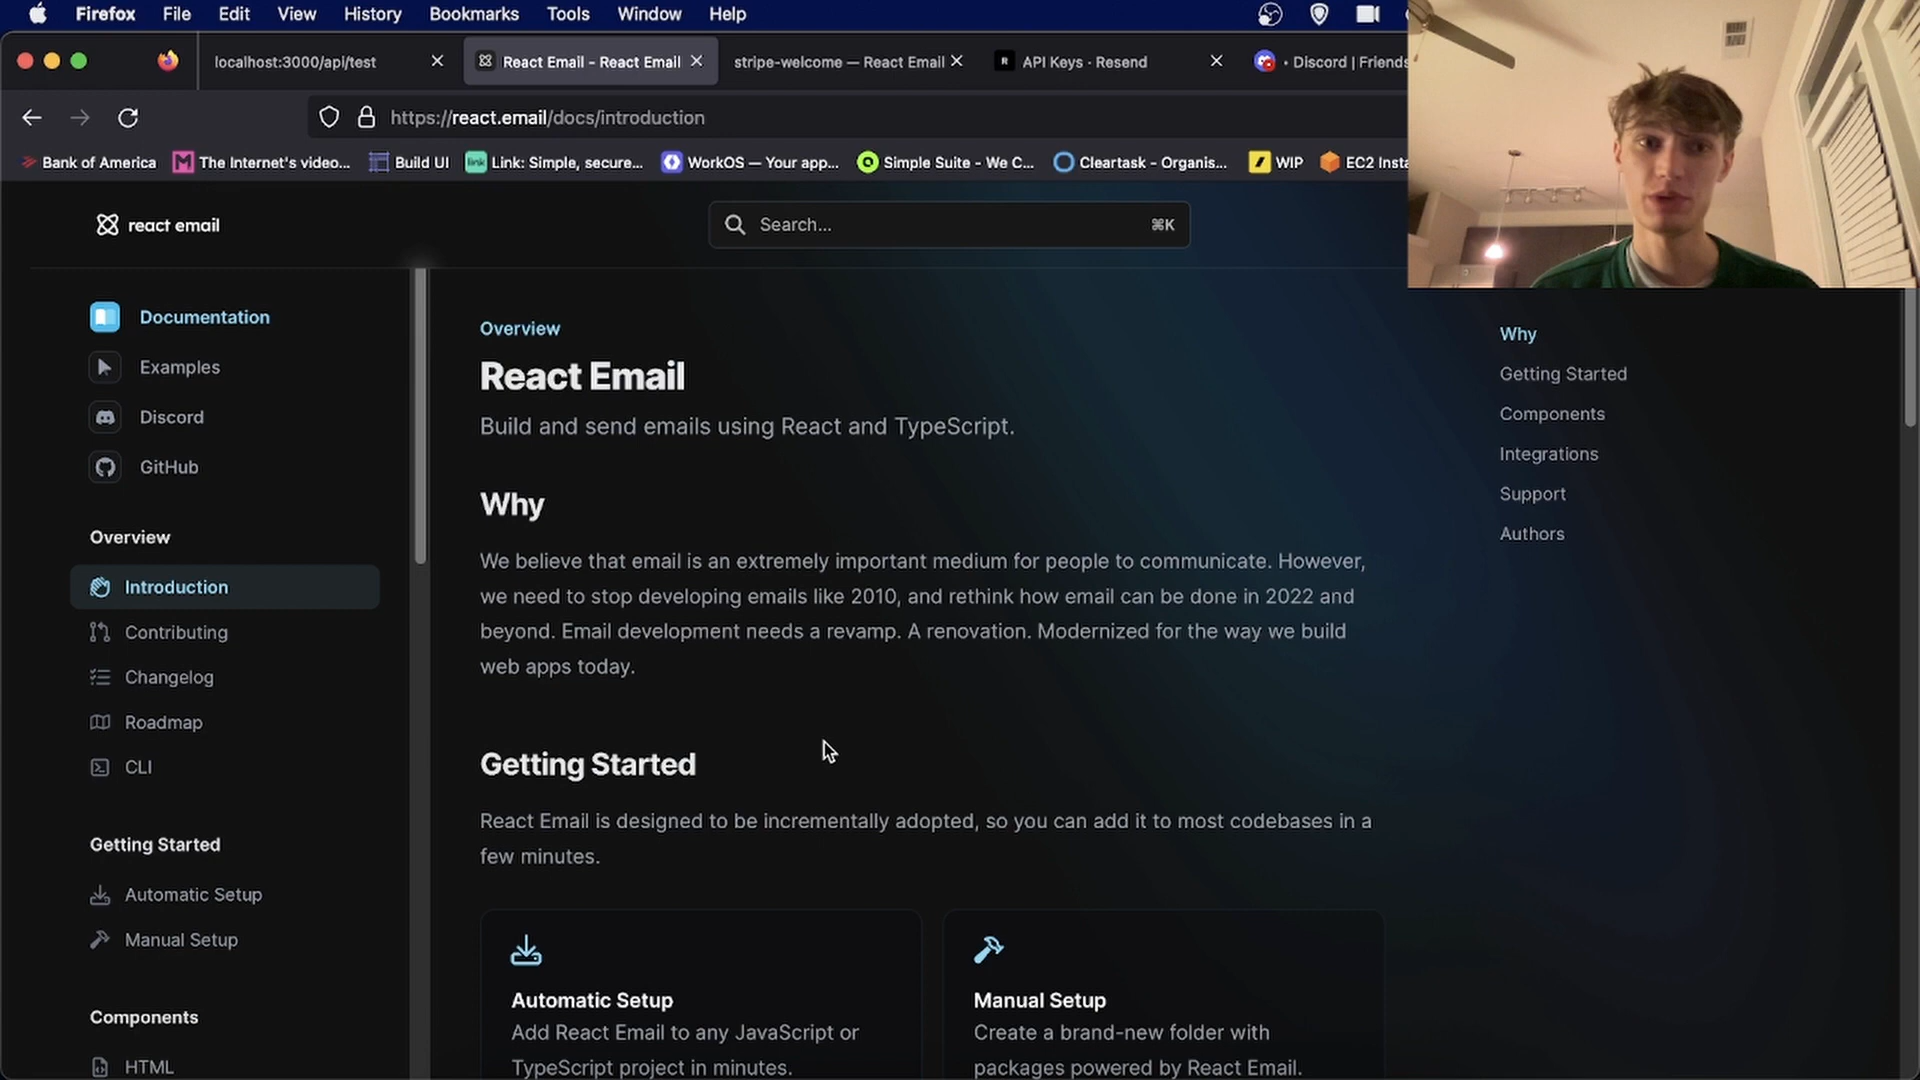 Firefox File Edit View History Bookmarks Tools Window Help
localhost:3000/api/test
React Email - React Email
stripe-welcome — React Email
API Keys · Resend
• Discord | Friends
https://react.email/docs/introduction
Bank of America
The Internet's video...
Build UI
Link: Simple, secure...
WorkOS — Your app...
Simple Suite - We C...
Cleartask - Organis...
WIP
EC2 Insta
react email
Search...
⌘K
Documentation
Examples
Discord
GitHub
Overview
Introduction
Contributing
Changelog
Roadmap
CLI
Getting Started
Automatic Setup
Manual Setup
Components
HTML
Overview
React Email
Build and send emails using React and TypeScript.
Why
We believe that email is an extremely important medium for people to communicate. However,
we need to stop developing emails like 2010, and rethink how email can be done in 2022 and
beyond. Email development needs a revamp. A renovation. Modernized for the way we build
web apps today.
Getting Started
React Email is designed to be incrementally adopted, so you can add it to most codebases in a
few minutes.
Automatic Setup
Add React Email to any JavaScript or
TypeScript project in minutes.
Manual Setup
Create a brand-new folder with
packages powered by React Email.
Why
Getting Started
Components
Integrations
Support
Authors